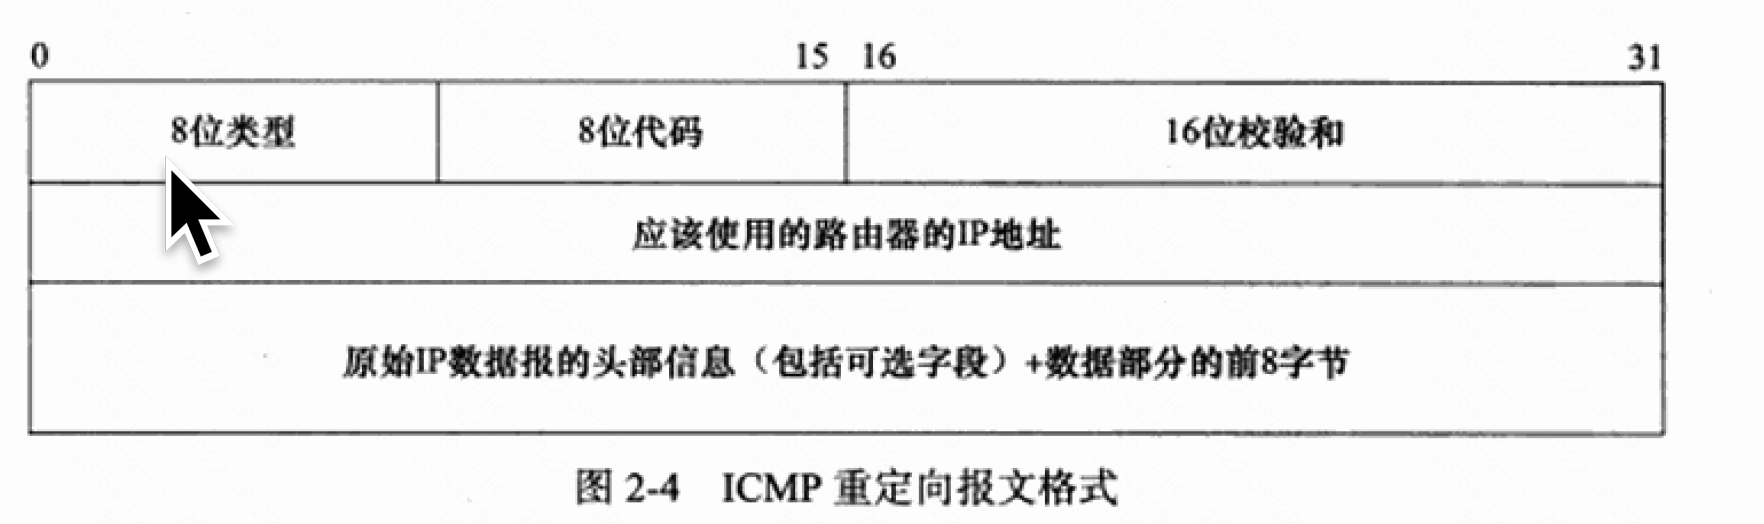 0 15 16 31
8位类型 8位代码 16位校验和
应该使用的路由器的IP地址
原始IP数据报的头部信息（包括可选字段）+数据部分的前8字节
图 2-4 ICMP 重定向报文格式